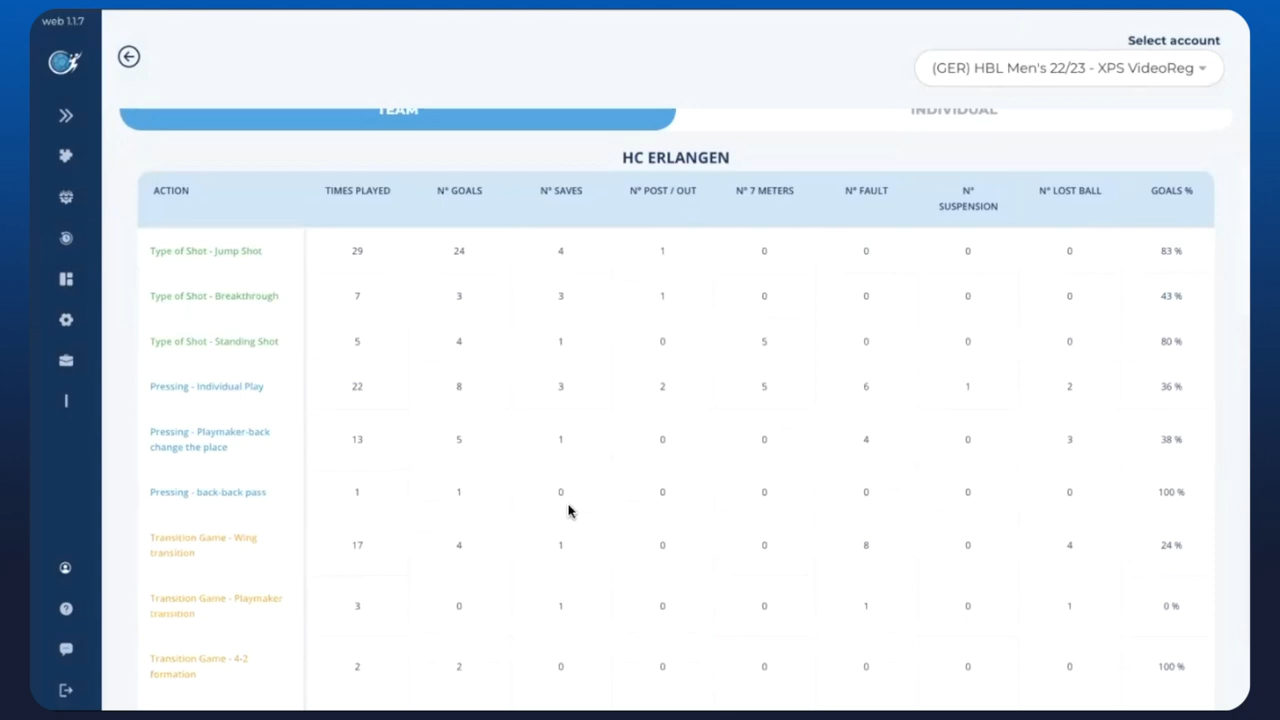 web 1.1.7
Select account
(GER) HBL Men's 22/23 - XPS VideoReg
TEAM
INDIVIDUAL
HC ERLANGEN
ACTION TIMES PLAYED N° GOALS N° SAVES N° POST / OUT N° 7 METERS N° FAULT N° SUSPENSION N° LOST BALL GOALS %
Type of Shot - Jump Shot 29 24 4 1 0 0 0 0 83 %
Type of Shot - Breakthrough 7 3 3 1 0 0 0 0 43 %
Type of Shot - Standing Shot 5 4 1 0 5 0 0 0 80 %
Pressing - Individual Play 22 8 3 2 5 6 1 2 36 %
Pressing - Playmaker-back
change the place 13 5 1 0 0 4 0 3 38 %
Pressing - back-back pass 1 1 0 0 0 0 0 0 100 %
Transition Game - Wing
transition 17 4 1 0 0 8 0 4 24 %
Transition Game - Playmaker
transition 3 0 1 0 0 1 0 1 0 %
Transition Game - 4-2
formation 2 2 0 0 0 0 0 0 100 %